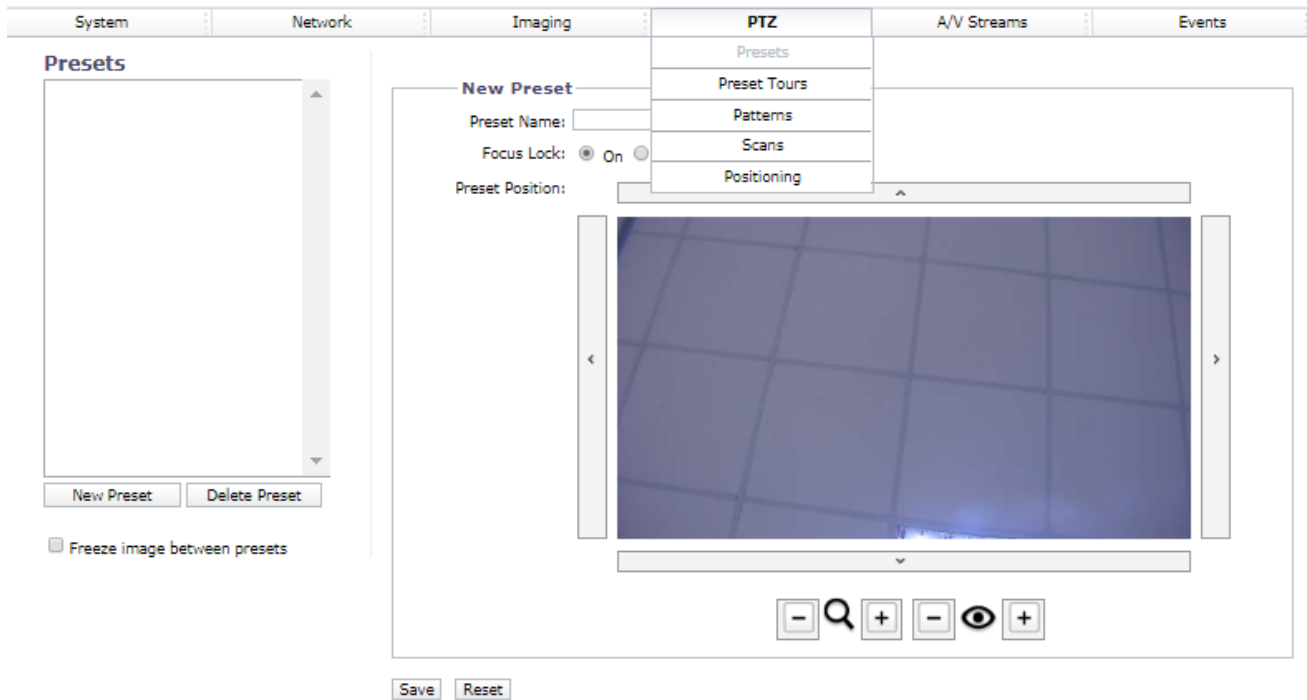 System Network Imaging PTZ A/V Streams Events
Presets
Preset Tours
Patterns
Scans
Positioning
Presets
New Preset Delete Preset
Freeze image between presets
New Preset
Preset Name:
Focus Lock: On
Preset Position:
Save Reset